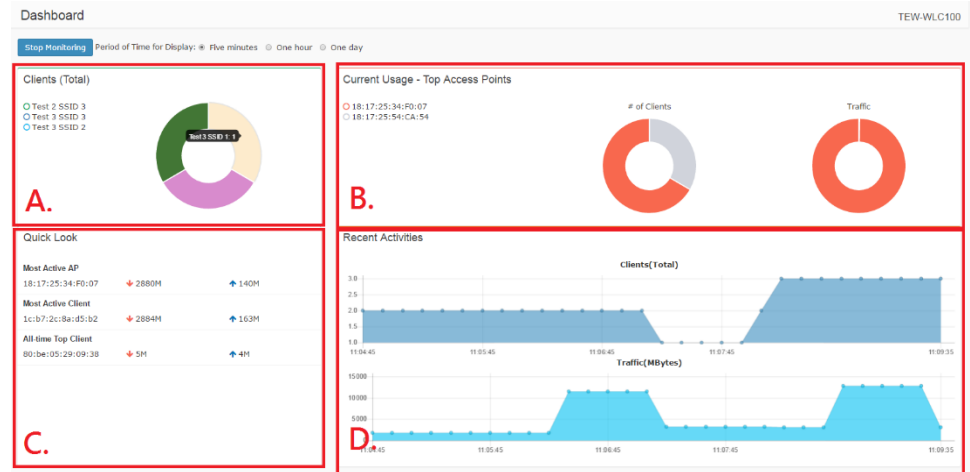 Dashboard
TEW-WLC100
Stop Monitoring Period of Time for Display: Five minutes One hour One day
Clients (Total)
Test 2 SSID 3
Test 3 SSID 3
Test 3 SSID 2
Test 3 SSID 1: 1
A.
Current Usage - Top Access Points
18:17:25:34:F0:07
18:17:25:54:CA:54
# of Clients
Traffic
B.
Quick Look
Most Active AP
18:17:25:34:F0:07 2880M 140M
Most Active Client
1c:b7:2c:8a:d5:b2 2884M 163M
All-time Top Client
80:be:05:29:09:38 5M 4M
C.
Recent Activities
Clients(Total)
3.0
2.5
2.0
1.5
1.0
11:04:45 11:05:45 11:06:45 11:07:45 11:09:35
Traffic(MBytes)
15000
10000
5000
D.
11:05:45 11:06:45 11:07:45 11:09:35